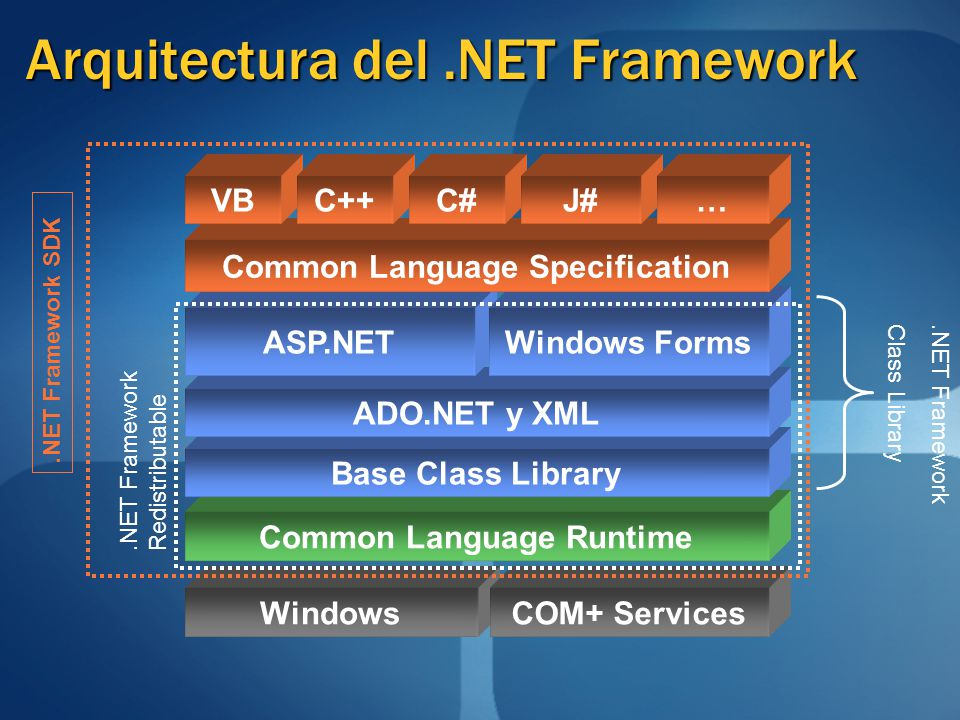 Arquitectura del .NET Framework
VB
C++
C#
J#
...
Common Language Specification
ASP.NET
Windows Forms
ADO.NET y XML
Base Class Library
Common Language Runtime
Windows
COM+ Services
.NET Framework SDK
.NET Framework
Redistributable
.NET Framework
Class Library